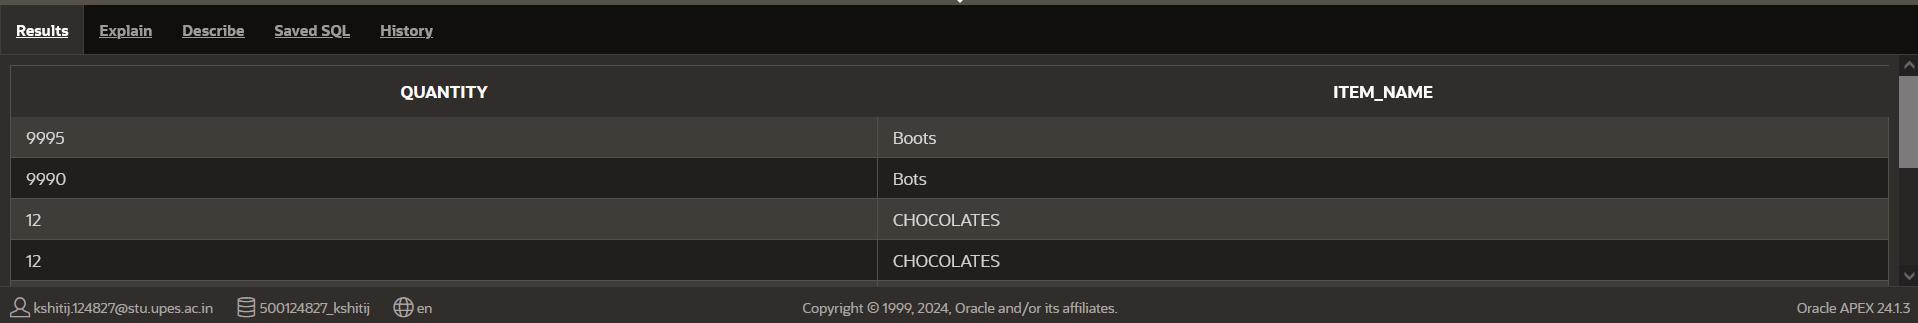 Results Explain Describe Saved SQL History
QUANTITY ITEM_NAME
9995 Boots
9990 Bots
12 CHOCOLATES
12 CHOCOLATES
kshitij.124827@stu.upes.ac.in 500124827_kshitij en Copyright © 1999, 2024, Oracle and/or its affiliates. Oracle APEX 24.1.3